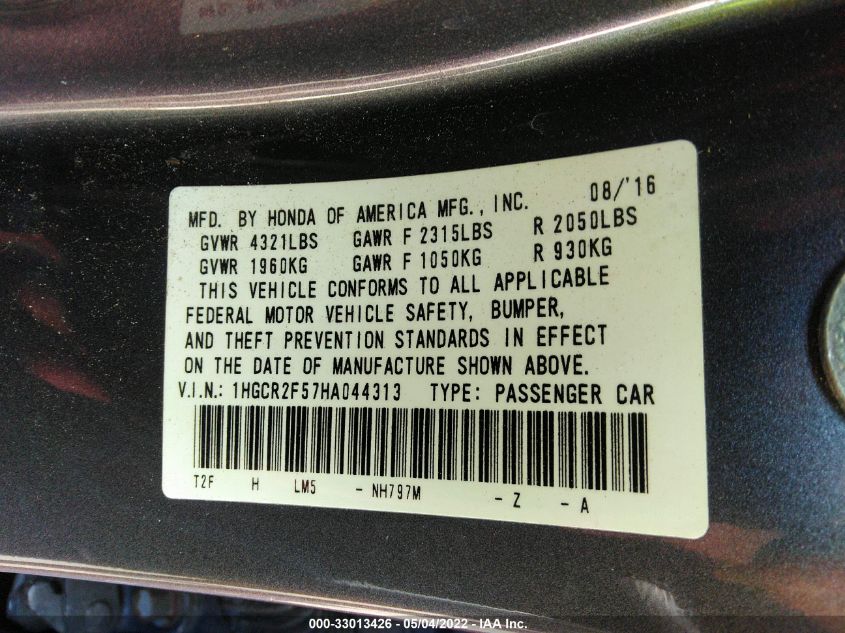 MFD. BY HONDA OF AMERICA MFG., INC. 08/'16
GVWR 4321LBS GAWR F 2315LBS R 2050LBS
GVWR 1960KG GAWR F 1050KG R 930KG
THIS VEHICLE CONFORMS TO ALL APPLICABLE
FEDERAL MOTOR VEHICLE SAFETY, BUMPER,
AND THEFT PREVENTION STANDARDS IN EFFECT
ON THE DATE OF MANUFACTURE SHOWN ABOVE.
V.I.N.: 1HGCR2F57HA044313 TYPE: PASSENGER CAR
T2F H LM5 - NH797M - Z - A
000-33013426 - 05/04/2022 - IAA Inc.